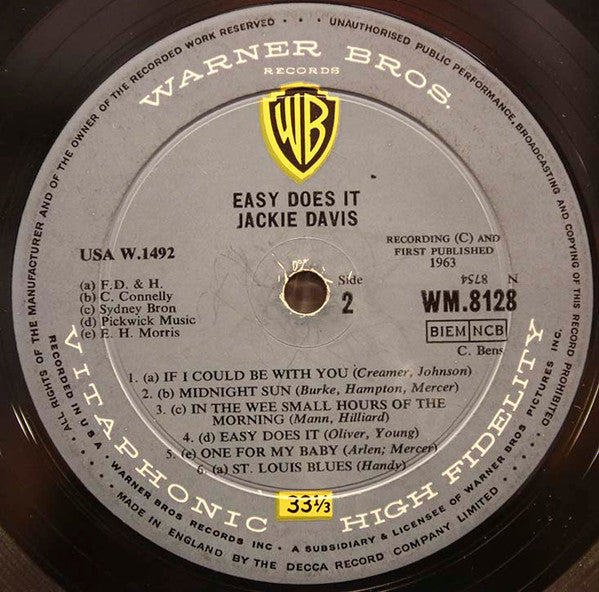 ALL RIGHTS OF THE MANUFACTURER AND OF THE OWNER OF THE RECORDED WORK RESERVED • • • UNAUTHORISED PUBLIC PERFORMANCE, BROADCASTING AND COPYING OF THIS RECORD PROHIBITED
WARNER BROS.
RECORDS
WB
EASY DOES IT
JACKIE DAVIS
USA W.1492
RECORDING (C) AND
FIRST PUBLISHED
1963
(a) F.D. & H.
(b) C. Connelly
(c) Sydney Bron
(d) Pickwick Music
(e) E. H. Morris
Side
2
N 8754
WM.8128
BIEM NCB
C. Bens
1. (a) IF I COULD BE WITH YOU (Creamer, Johnson)
2. (b) MIDNIGHT SUN (Burke, Hampton, Mercer)
3. (c) IN THE WEE SMALL HOURS OF THE
MORNING (Mann, Hilliard)
4. (d) EASY DOES IT (Oliver, Young)
5. (e) ONE FOR MY BABY (Arlen; Mercer)
6. (a) ST. LOUIS BLUES (Handy)
33⅓
VITAPHONIC HIGH FIDELITY
RECORDED IN U.S.A. • WARNER BROS RECORDS INC • A SUBSIDIARY & LICENSEE OF WARNER BROS PICTURES INC.
MADE IN ENGLAND BY THE DECCA RECORD COMPANY LIMITED